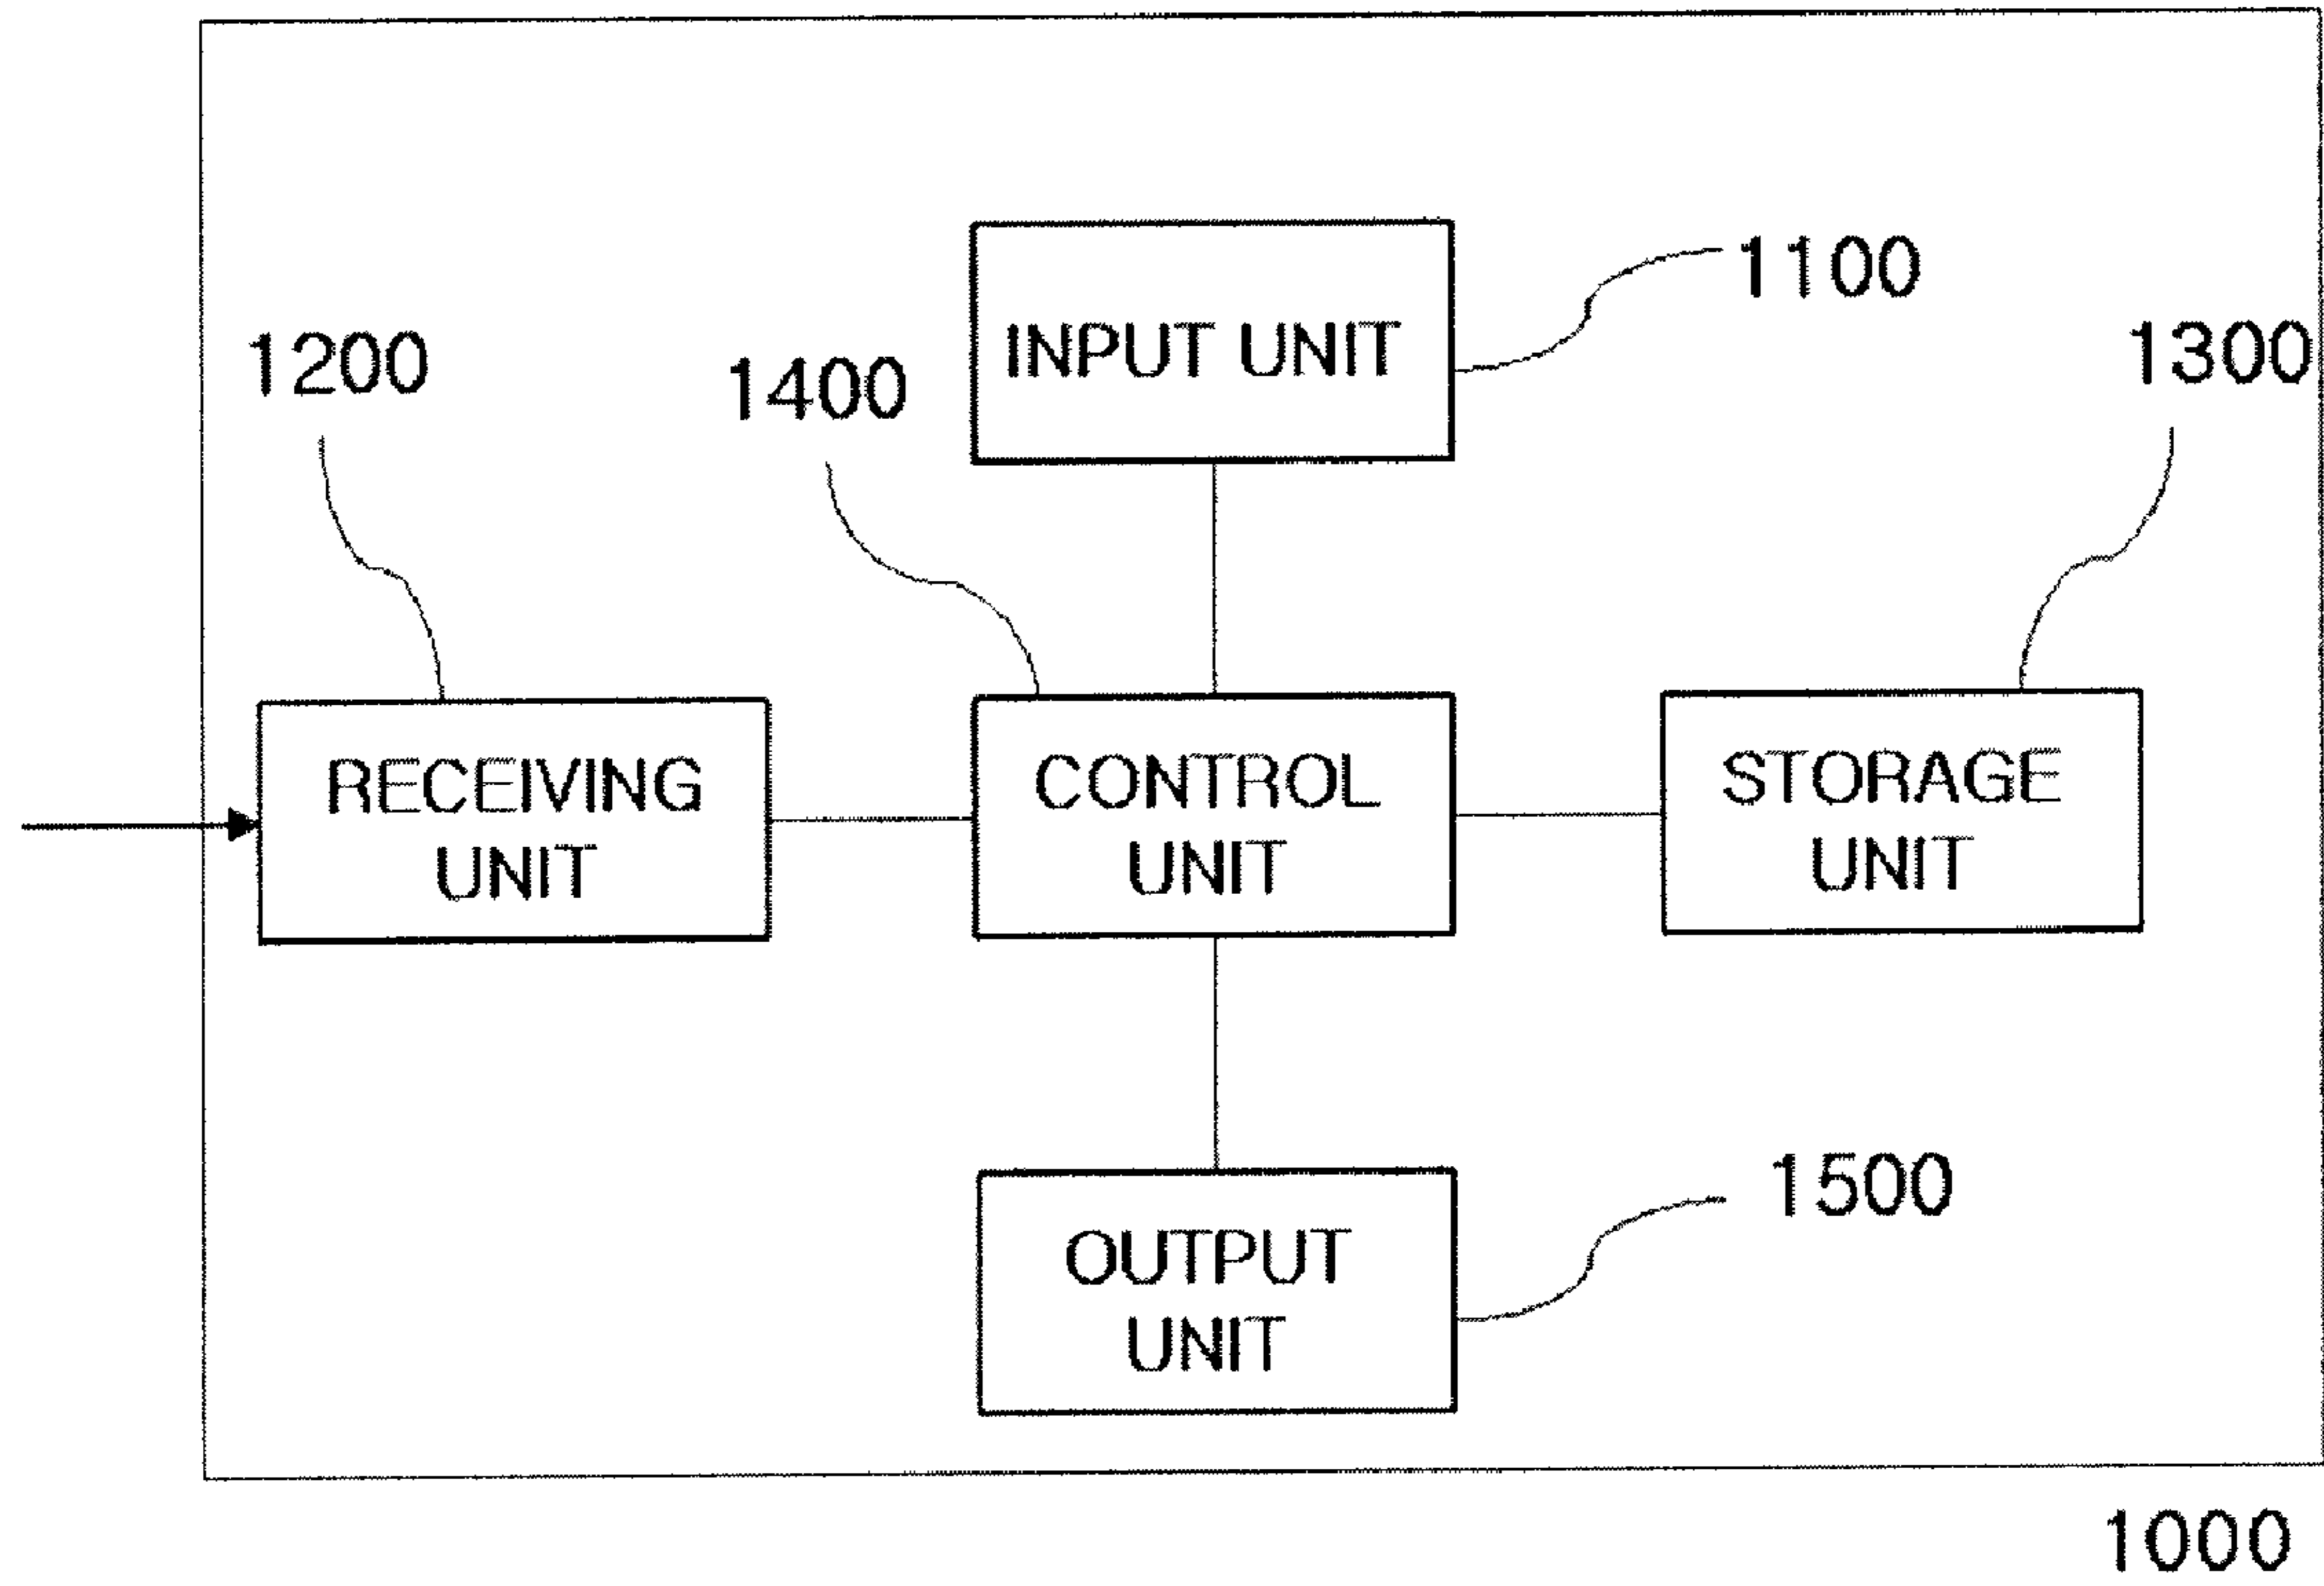 1100
INPUT UNIT
1200
1400
1300
RECEIVING
UNIT
CONTROL
UNIT
STORAGE
UNIT
1500
OUTPUT
UNIT
1000